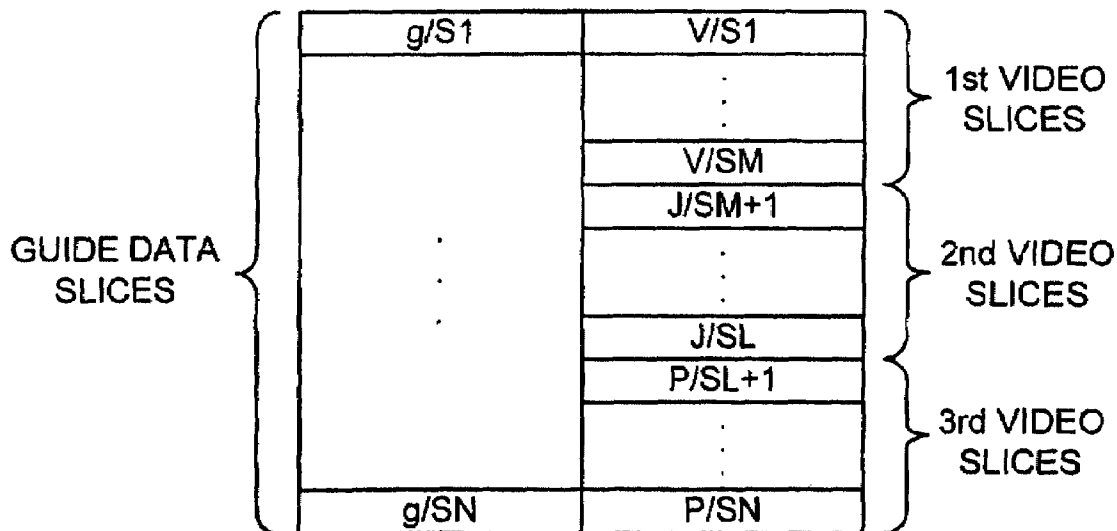 g/S1 V/S1
1st VIDEO
SLICES
V/SM
J/SM+1
GUIDE DATA
SLICES
2nd VIDEO
SLICES
J/SL
P/SL+1
3rd VIDEO
SLICES
g/SN P/SN